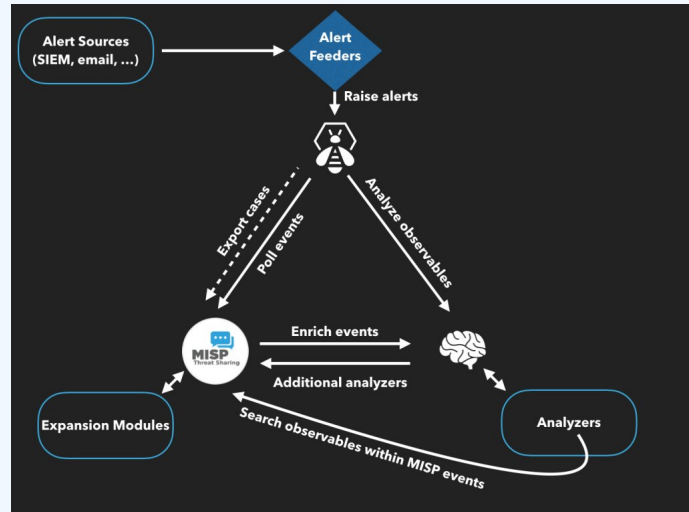 Alert Sources
(SIEM, email, ...)
Alert
Feeders
Raise alerts
Export cases
Poll events
Analyze observables
MISP
Threat Sharing
Enrich events
Additional analyzers
Expansion Modules
Analyzers
Search observables within MISP events